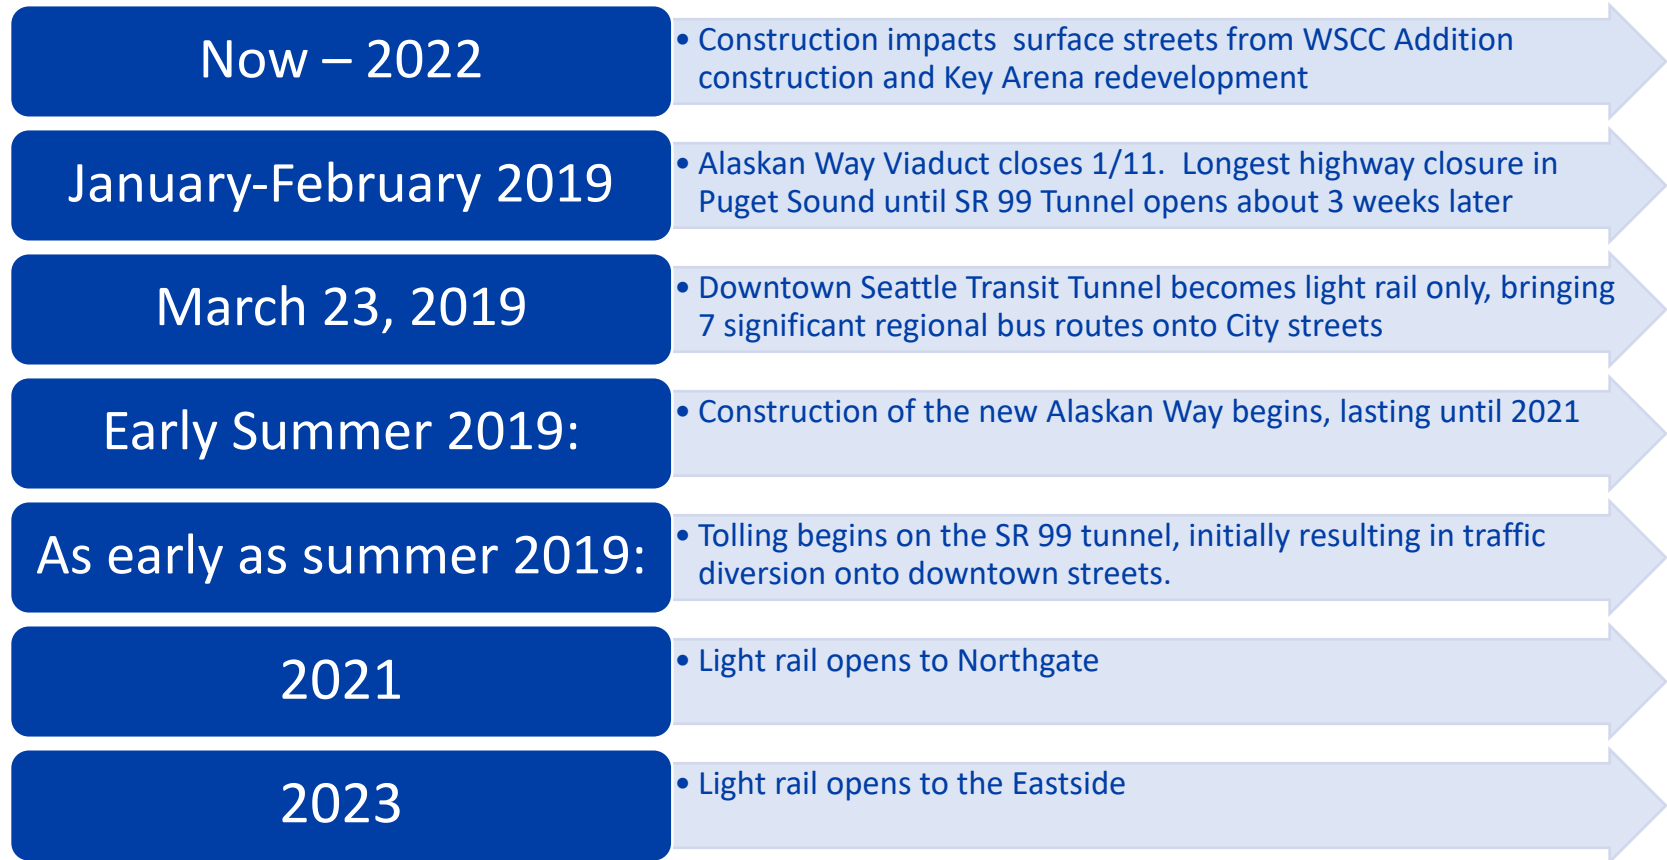 Now – 2022
• Construction impacts  surface streets from WSCC Addition
construction and Key Arena redevelopment
January-February 2019
• Alaskan Way Viaduct closes 1/11.  Longest highway closure in
Puget Sound until SR 99 Tunnel opens about 3 weeks later
March 23, 2019
• Downtown Seattle Transit Tunnel becomes light rail only, bringing
7 significant regional bus routes onto City streets
Early Summer 2019:
• Construction of the new Alaskan Way begins, lasting until 2021
As early as summer 2019:
• Tolling begins on the SR 99 tunnel, initially resulting in traffic
diversion onto downtown streets.
2021
• Light rail opens to Northgate
2023
• Light rail opens to the Eastside